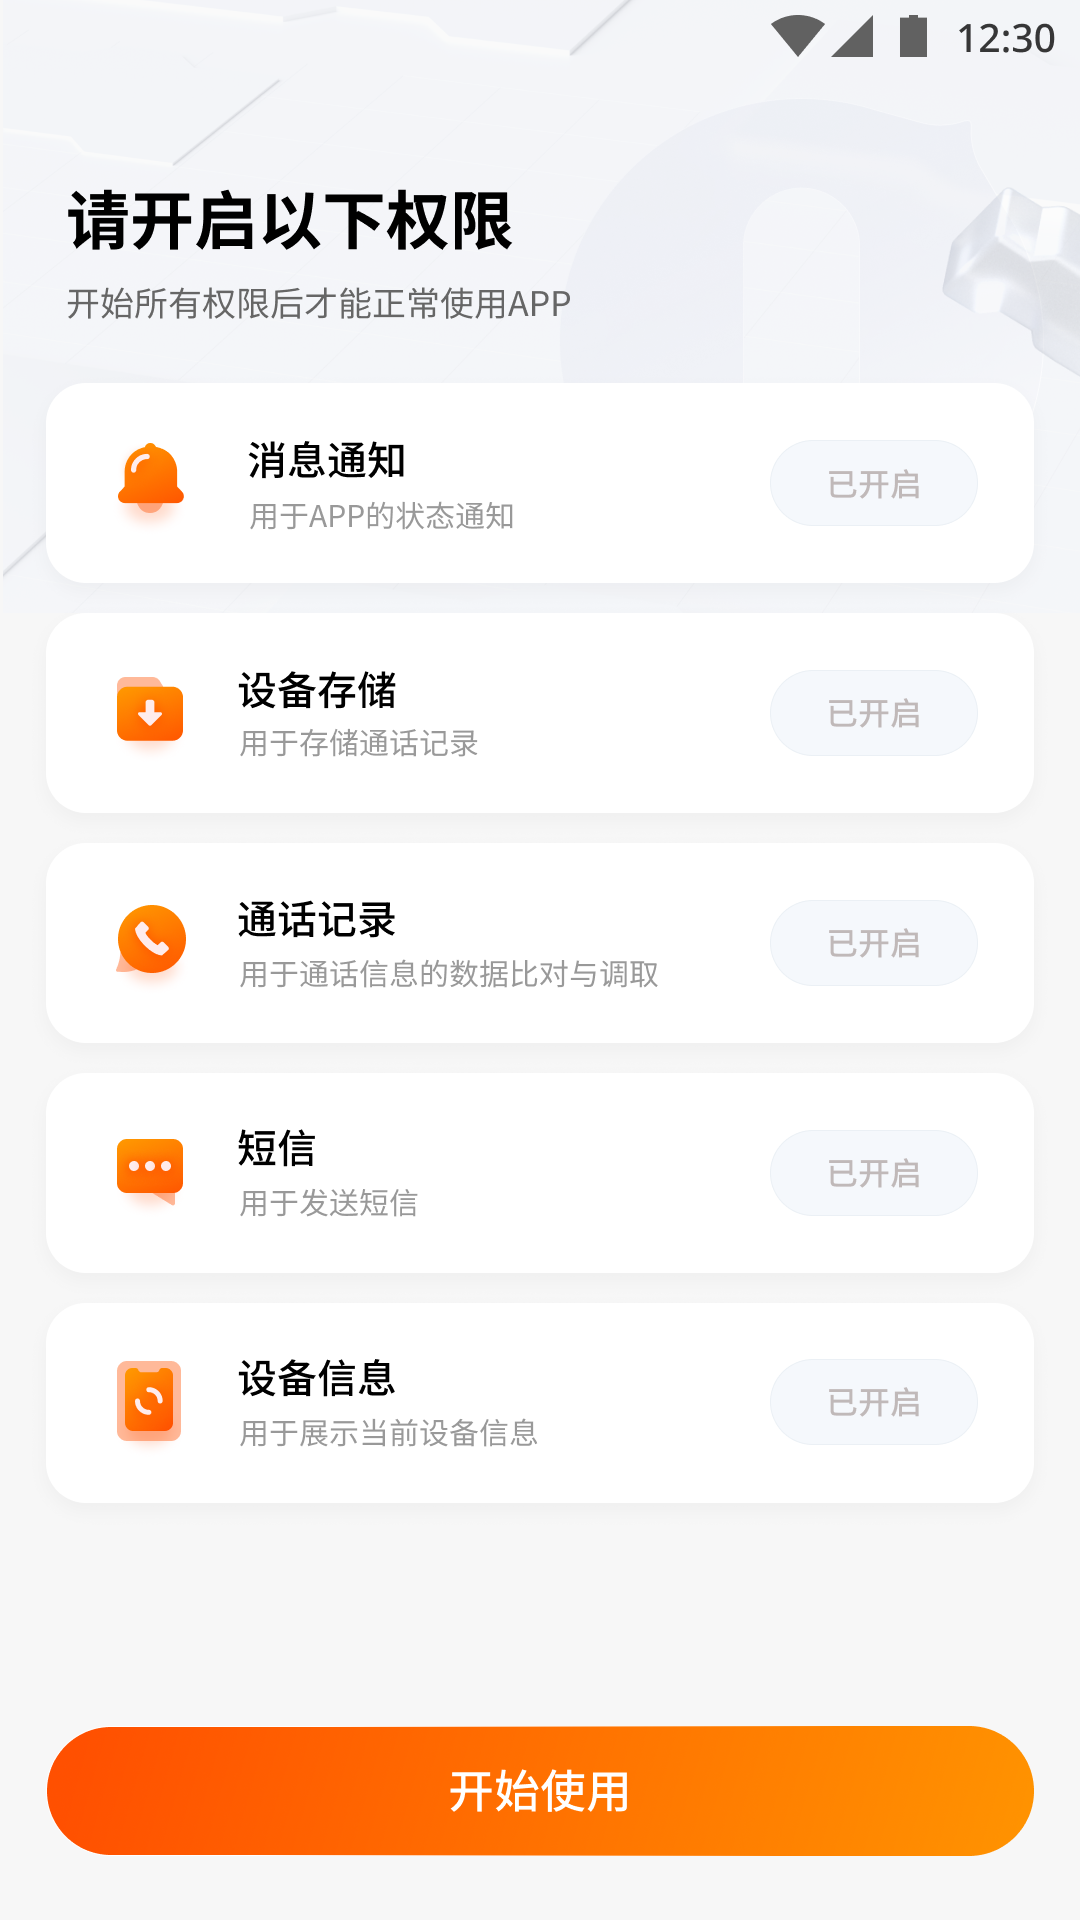 12:30
请开启以下权限
开始所有权限后才能正常使用APP
消息通知
用于APP的状态通知
已开启
设备存储
用于存储通话记录
已开启
通话记录
用于通话信息的数据比对与调取
已开启
短信
用于发送短信
已开启
设备信息
用于展示当前设备信息
已开启
开始使用